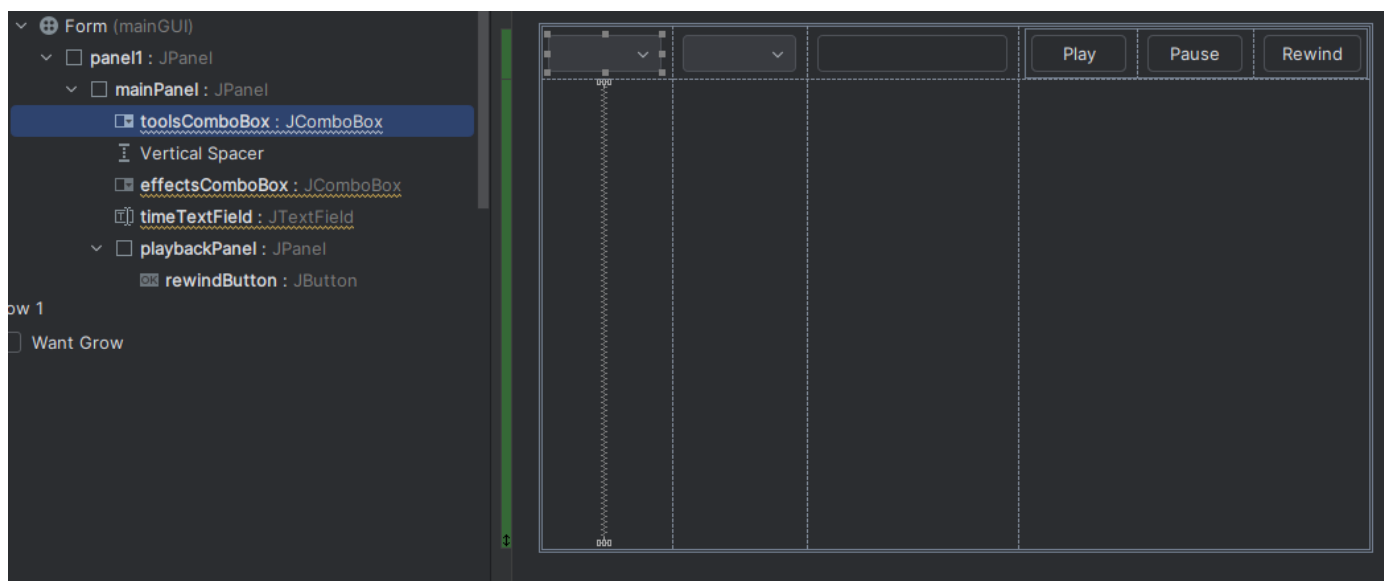 Form (mainGUI)
panel1 : JPanel
mainPanel : JPanel
toolsComboBox : JComboBox
Vertical Spacer
effectsComboBox : JComboBox
timeTextField : JTextField
playbackPanel : JPanel
OK rewindButton : JButton
ow 1
Want Grow
Play Pause Rewind